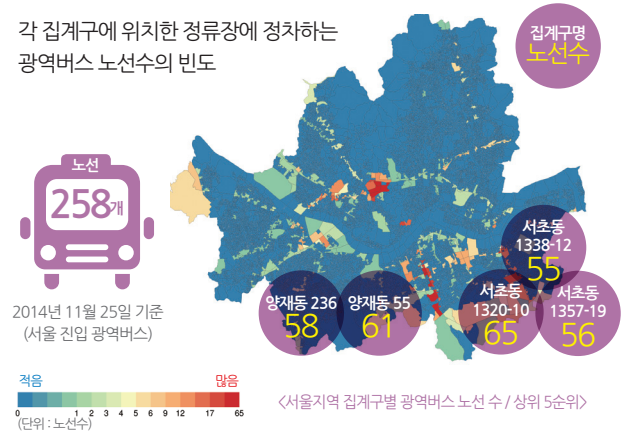 각 집계구에 위치한 정류장에 정차하는
광역버스 노선수의 빈도
집계구명
노선수
노선
258개
2014년 11월 25일 기준
(서울 진입 광역버스)
양재동 236
58
양재동 55
61
서초동
1320-10
65
서초동
1338-12
55
서초동
1357-19
56
적음 많음
0 1 2 3 4 5 6 9 12 17 65
(단위 : 노선수)
<서울지역 집계구별 광역버스 노선 수 / 상위 5순위>